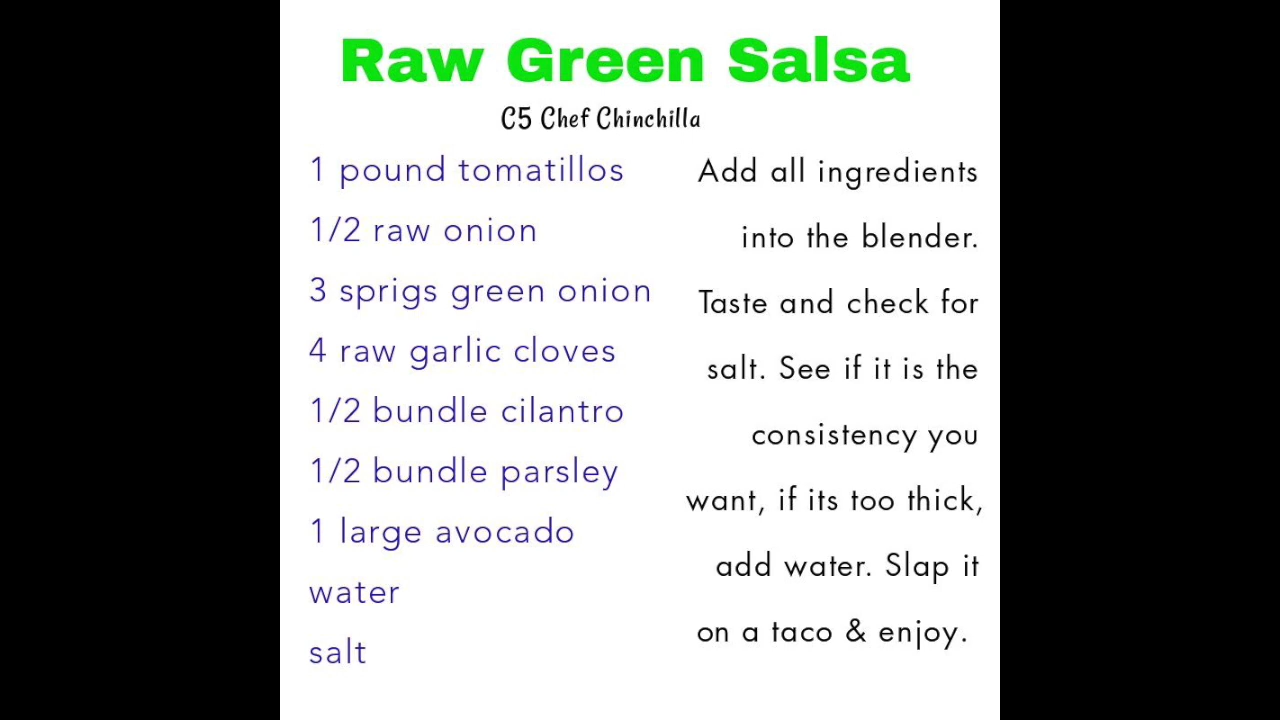 Raw Green Salsa
C5 Chef Chinchilla
1 pound tomatillos
1/2 raw onion
3 sprigs green onion
4 raw garlic cloves
1/2 bundle cilantro
1/2 bundle parsley
1 large avocado
water
salt
Add all ingredients
into the blender.
Taste and check for
salt. See if it is the
consistency you
want, if its too thick,
add water. Slap it
on a taco & enjoy.